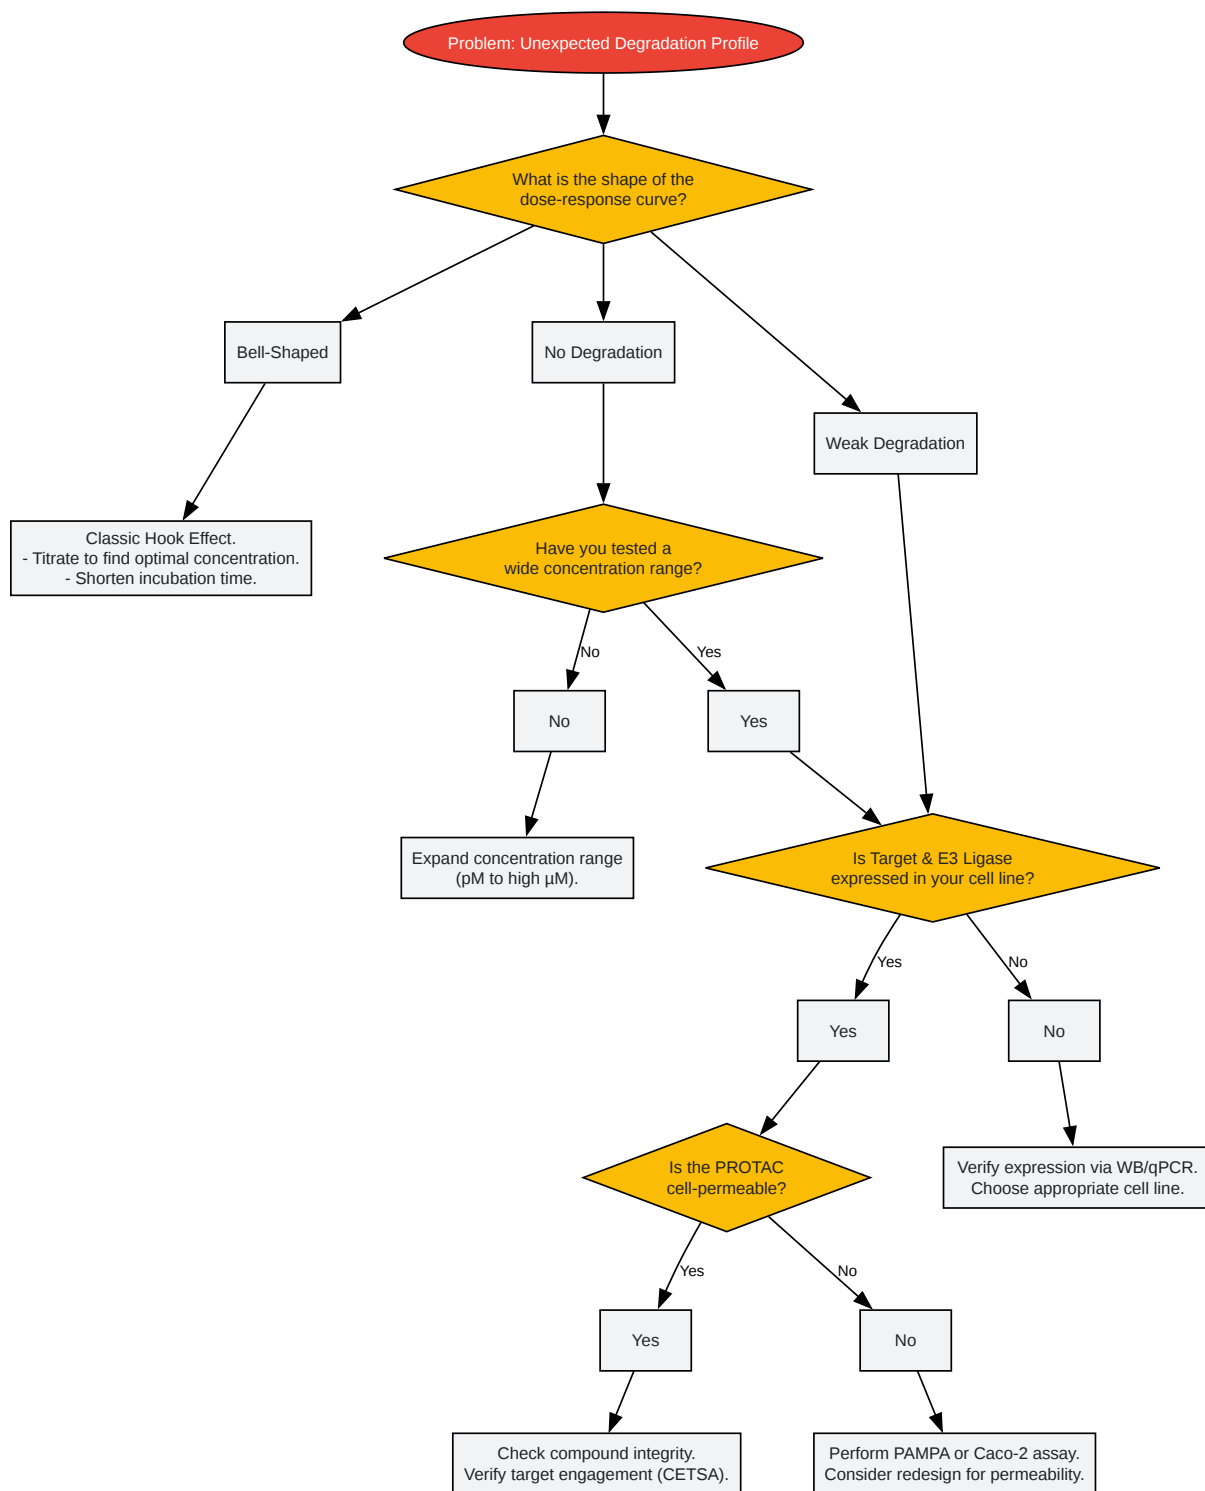 Problem: Unexpected Degradation Profile
What is the shape of the
dose-response curve?
Bell-Shaped
No Degradation
Weak Degradation
Classic Hook Effect.
- Titrate to find optimal concentration.
- Shorten incubation time.
Have you tested a
wide concentration range?
No
Yes
No
Yes
Expand concentration range
(pM to high µM).
Is Target & E3 Ligase
expressed in your cell line?
Yes
No
Yes
No
Is the PROTAC
cell-permeable?
Verify expression via WB/qPCR.
Choose appropriate cell line.
Yes
No
Yes
No
Check compound integrity.
Verify target engagement (CETSA).
Perform PAMPA or Caco-2 assay.
Consider redesign for permeability.